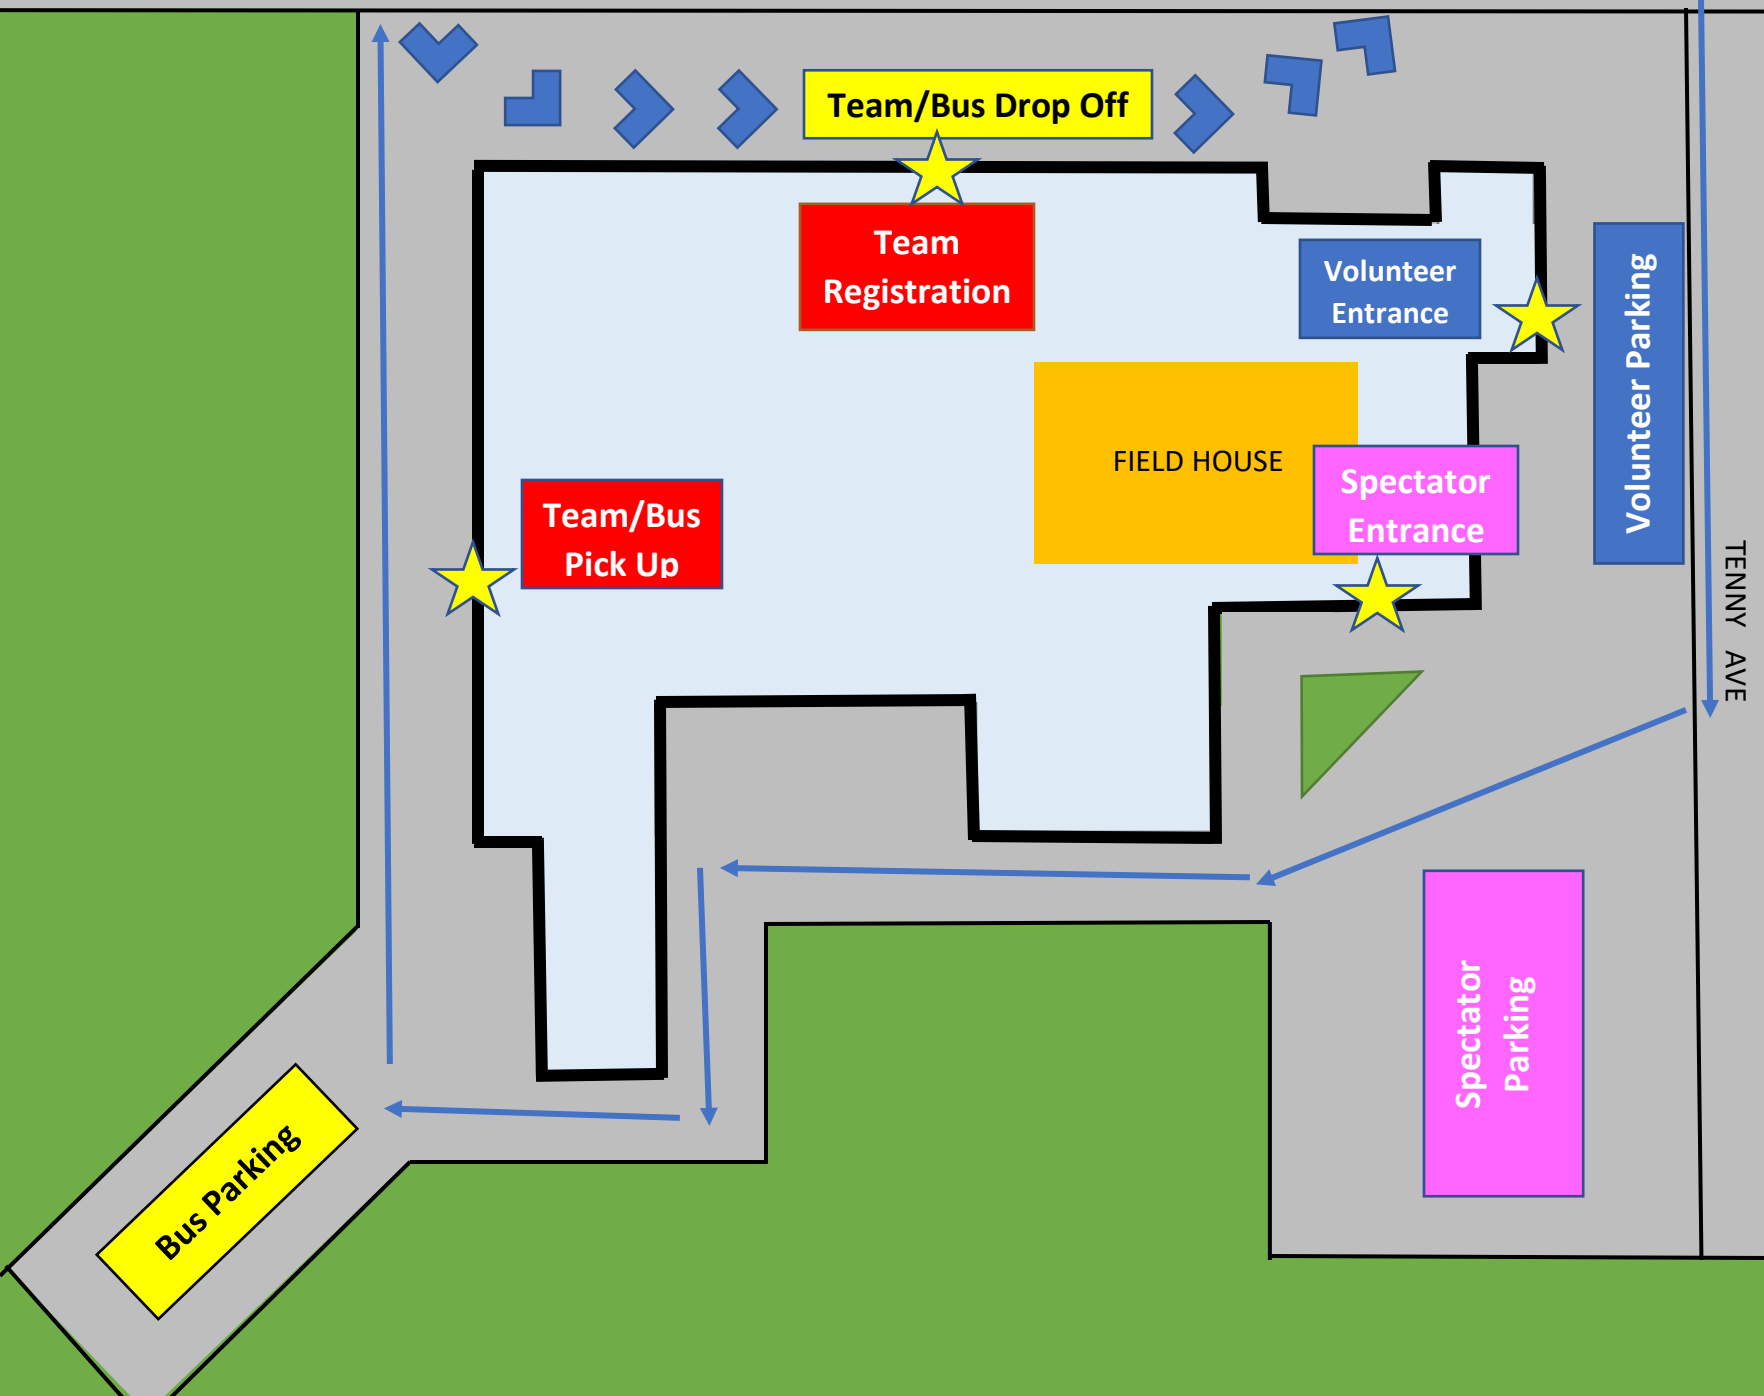 Team/Bus Drop Off
Team
Registration
Volunteer
Entrance
Volunteer Parking
FIELD HOUSE
Spectator
Entrance
Team/Bus
Pick Up
TENNY AVE
Spectator
Parking
Bus Parking